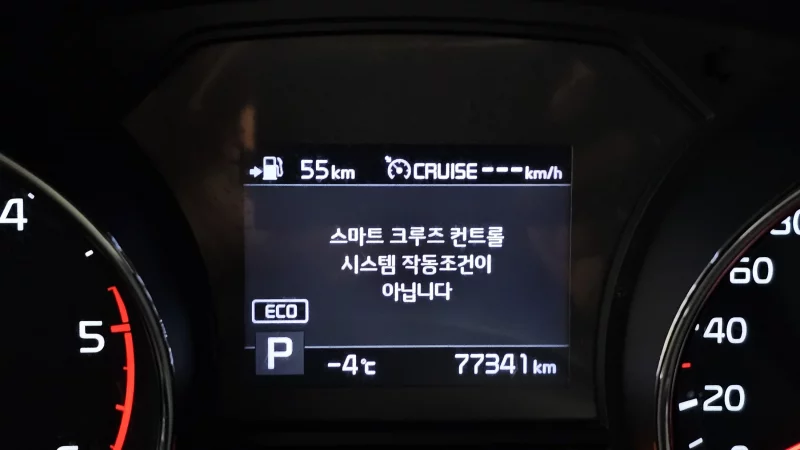 55km CRUISE ---km/h
스마트 크루즈 컨트롤
시스템 작동조건이
아닙니다
ECO
P -4℃ 77341km
4
5
60
40
20